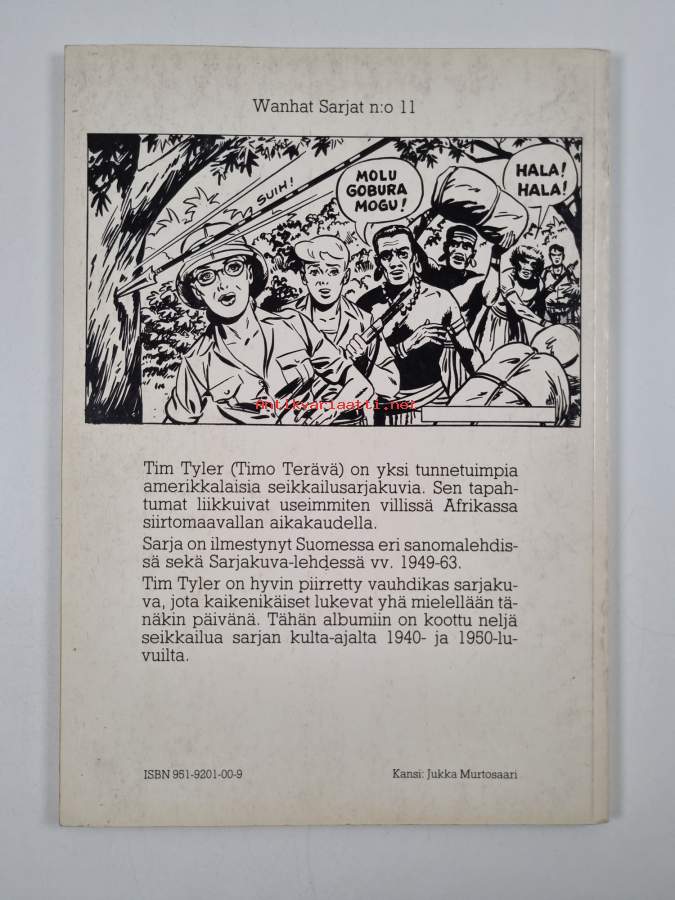 Wanhat Sarjat n:o 11
SUIH!
MOLU
GOBURA
MOGU!
HALA!
HALA!
Antikvariaatti.net
Tim Tyler (Timo Terävä) on yksi tunnetuimpia
amerikkalaisia seikkailusarjakuvia. Sen tapah-
tumat liikkuivat useimmiten villissä Afrikassa
siirtomaavallan aikakaudella.
Sarja on ilmestynyt Suomessa eri sanomalehdis-
sä sekä Sarjakuva-lehdessä vv. 1949-63.
Tim Tyler on hyvin piirretty vauhdikas sarjaku-
va, jota kaikenikäiset lukevat yhä mielellään tä-
näkin päivänä. Tähän albumiin on koottu neljä
seikkailua sarjan kulta-ajalta 1940- ja 1950-lu-
vuilta.
ISBN 951-9201-00-9
Kansi: Jukka Murtosaari